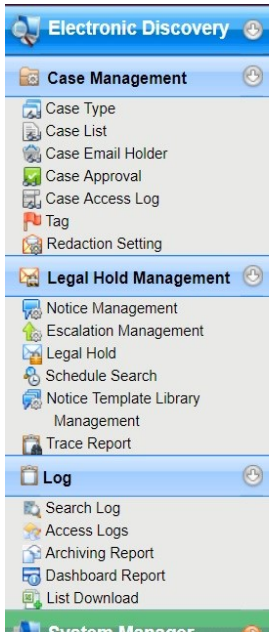 Electronic Discovery
Case Management
Case Type
Case List
Case Email Holder
Case Approval
Case Access Log
Tag
Redaction Setting
Legal Hold Management
Notice Management
Escalation Management
Legal Hold
Schedule Search
Notice Template Library
Management
Trace Report
Log
Search Log
Access Logs
Archiving Report
Dashboard Report
List Download
System Manager